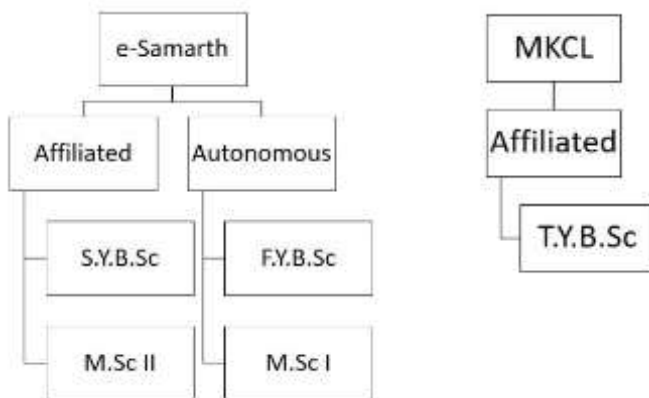 e-Samarth
Affiliated
Autonomous
S.Y.B.Sc
F.Y.B.Sc
M.Sc II
M.Sc I
MKCL
Affiliated
T.Y.B.Sc